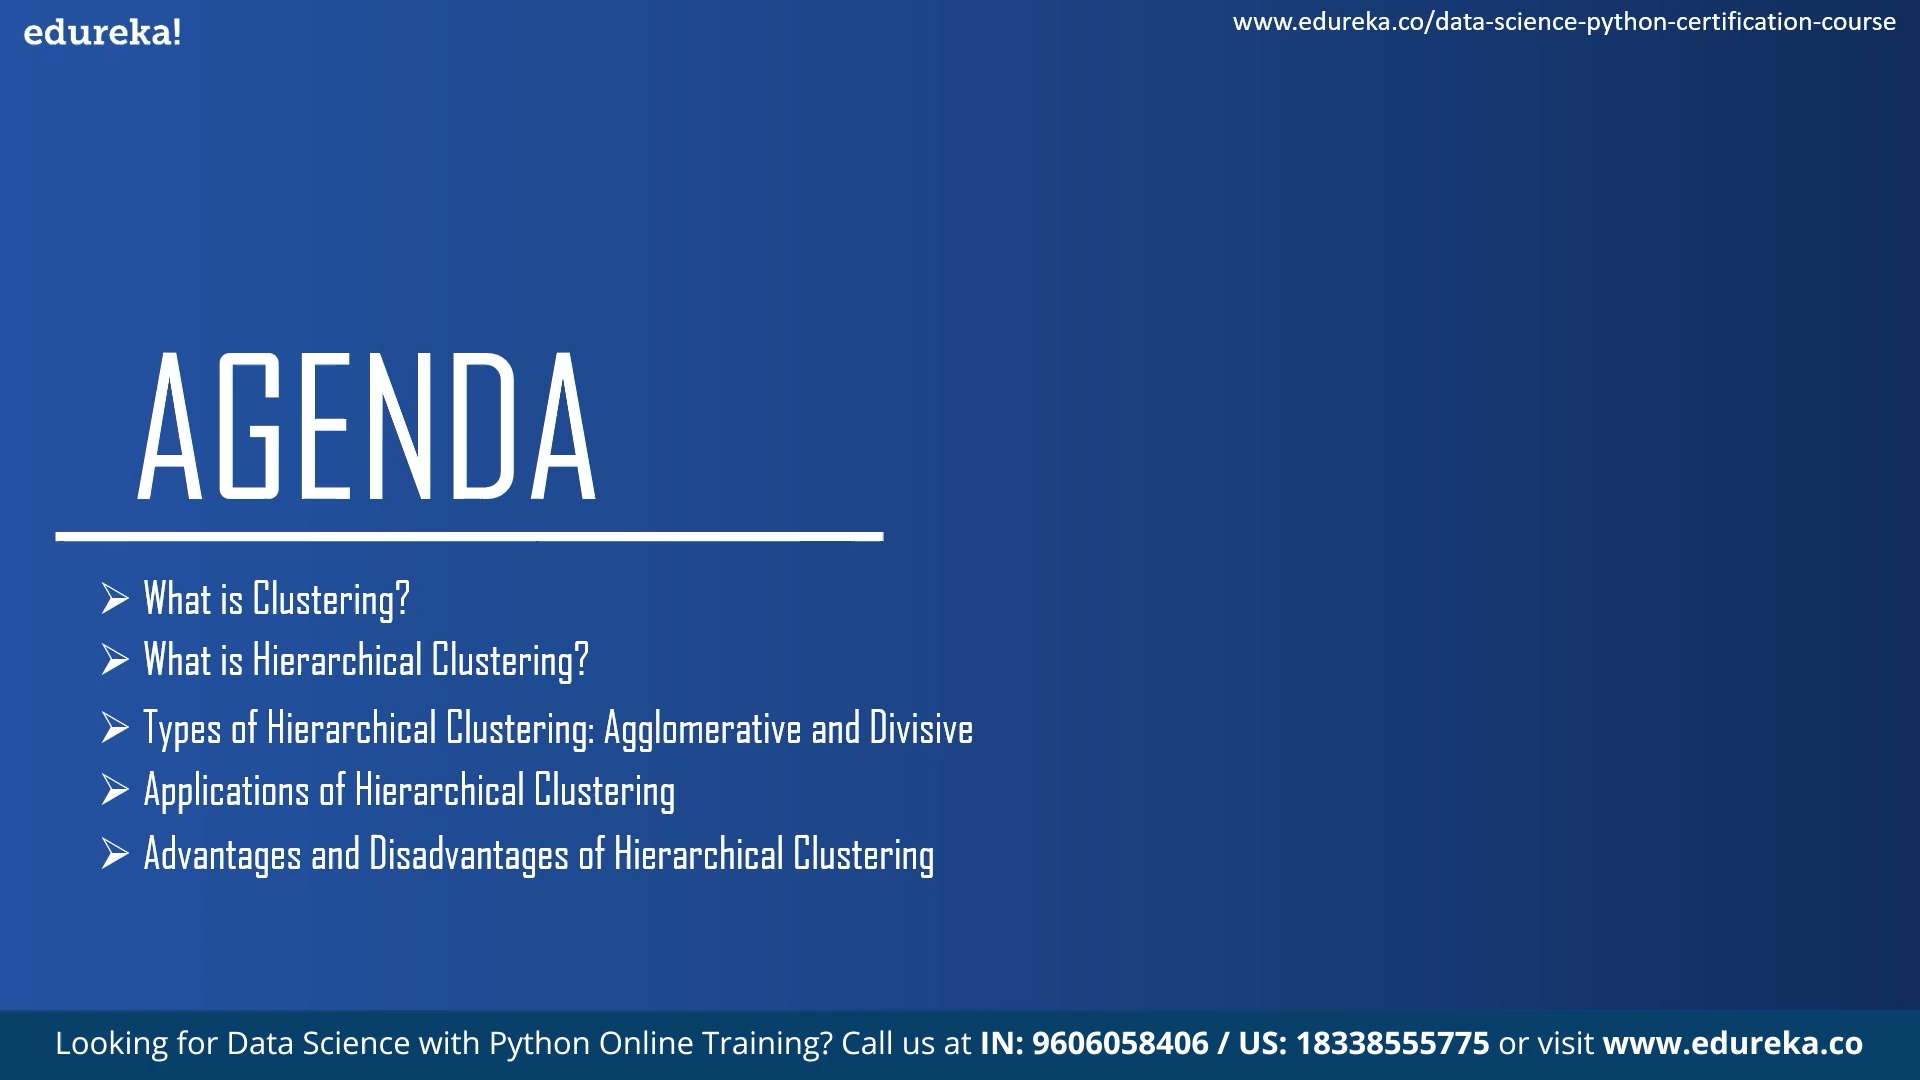 edureka!
www.edureka.co/data-science-python-certification-course
AGENDA
➢ What is Clustering?
➢ What is Hierarchical Clustering?
➢ Types of Hierarchical Clustering: Agglomerative and Divisive
➢ Applications of Hierarchical Clustering
➢ Advantages and Disadvantages of Hierarchical Clustering
Looking for Data Science with Python Online Training? Call us at IN: 9606058406 / US: 18338555775 or visit www.edureka.co